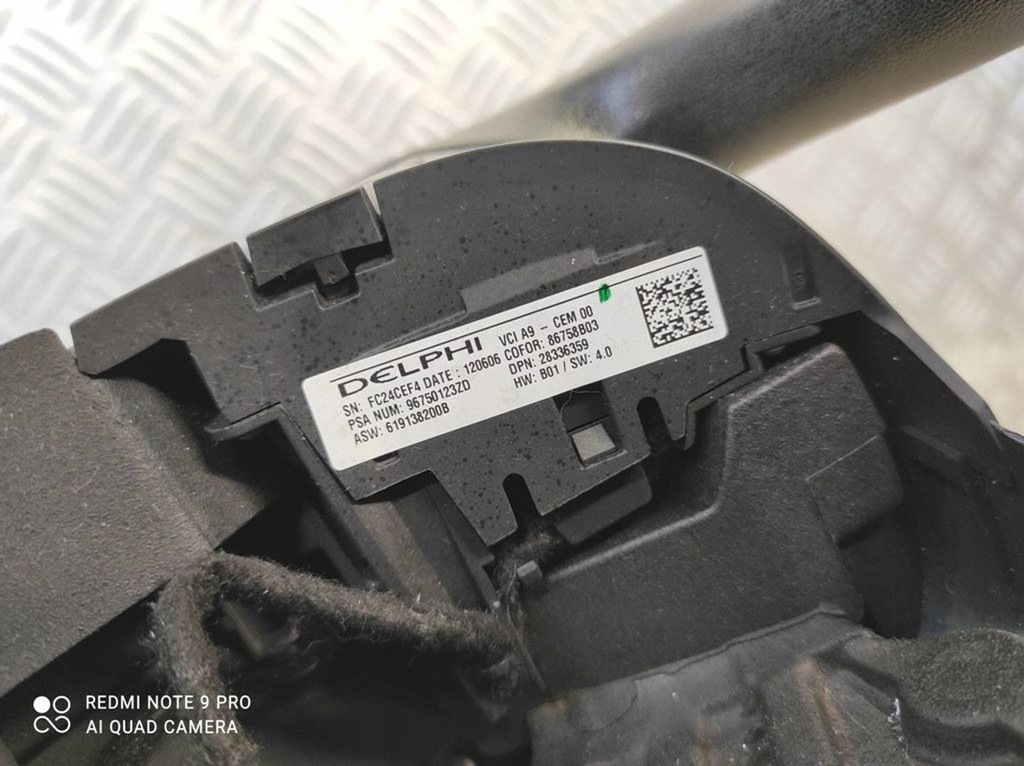 DELPHI VCI A9 - CEM 00
SN: FC24CEF4 DATE : 120606 COFOR: 86758B03
PSA NUM: 96750123ZD DPN: 28336359
ASW: 619138200B HW: B01 / SW: 4.0
REDMI NOTE 9 PRO
AI QUAD CAMERA